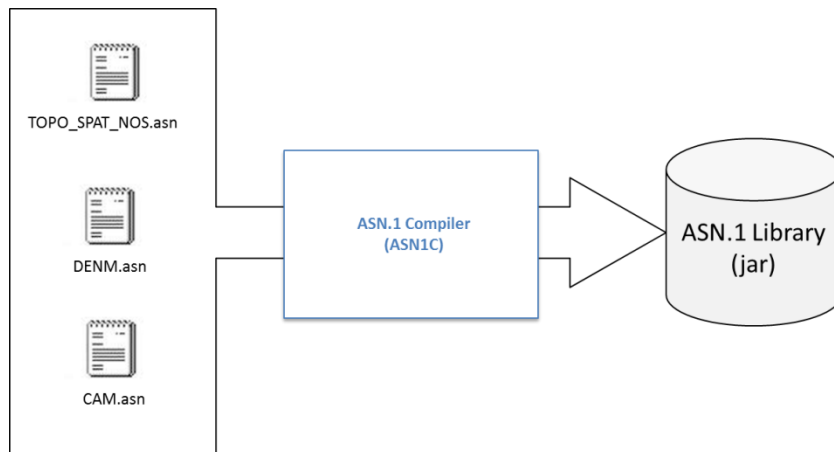 TOPO_SPAT_NOS.asn
DENM.asn
CAM.asn
ASN.1 Compiler
(ASN1C)
ASN.1 Library
(jar)